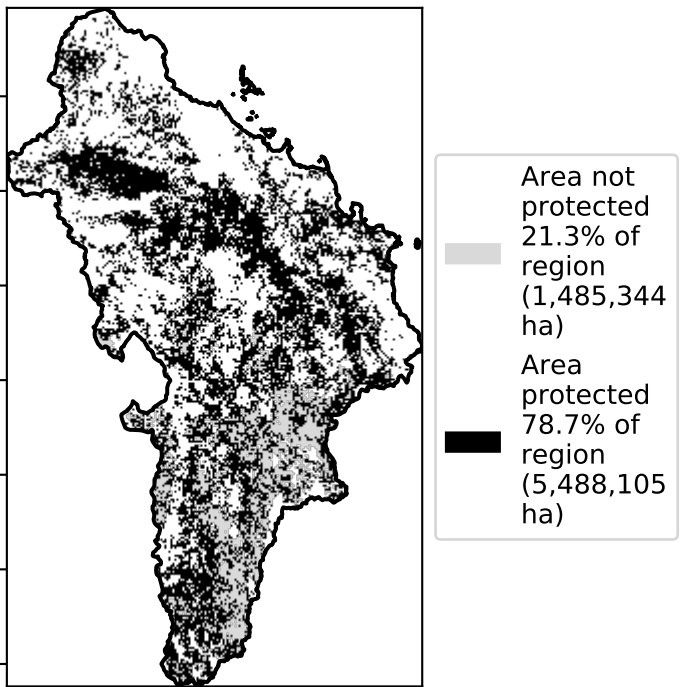 Area not
protected
21.3% of
region
(1,485,344
ha)
Area
protected
78.7% of
region
(5,488,105
ha)